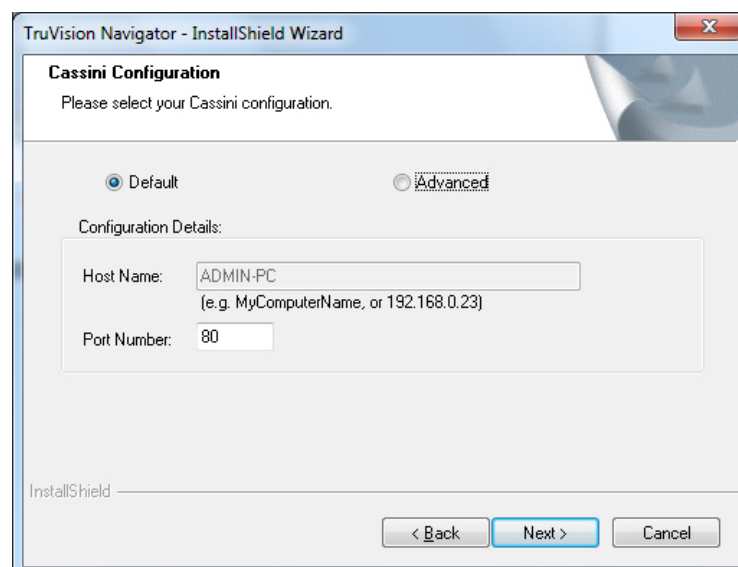 TruVision Navigator - InstallShield Wizard
Cassini Configuration
Please select your Cassini configuration.
Default
Advanced
Configuration Details:
Host Name:
ADMIN-PC
(e.g. MyComputerName, or 192.168.0.23)
Port Number:
80
InstallShield
< Back
Next >
Cancel